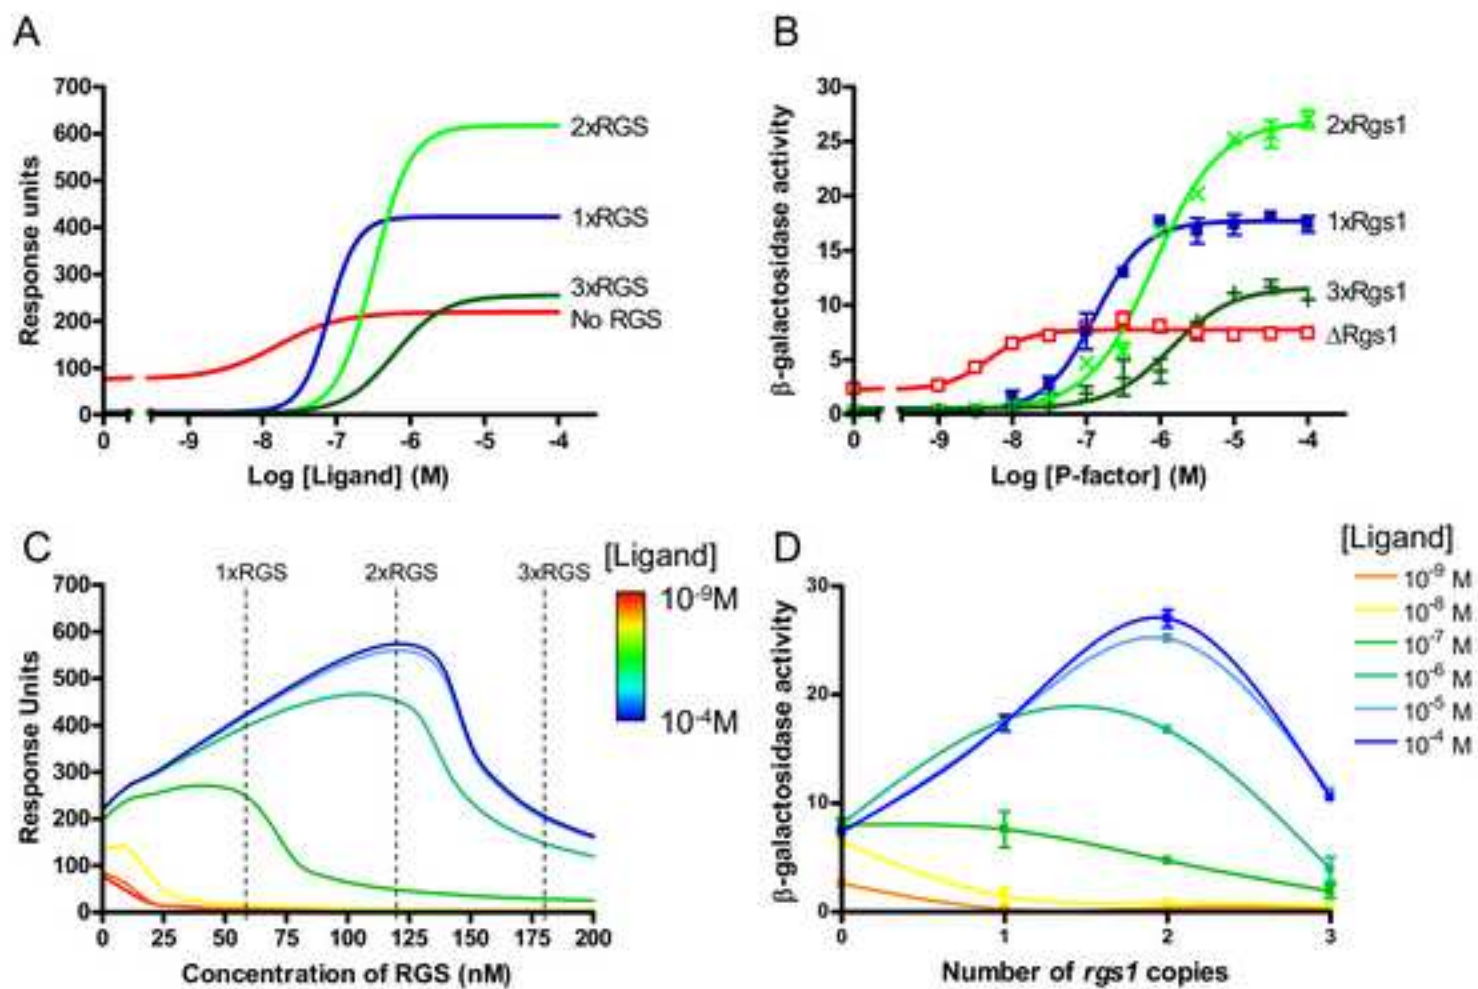 A
700
600
500
400
300
200
100
0
Response units
2xRGS
1xRGS
3xRGS
No RGS
0 -9 -8 -7 -6 -5 -4
Log [Ligand] (M)
B
30
25
20
15
10
5
0
β-galactosidase activity
2xRgs1
1xRgs1
3xRgs1
ΔRgs1
0 -9 -8 -7 -6 -5 -4
Log [P-factor] (M)
C
[Ligand]
10⁻⁹M
10⁻⁴M
1xRGS 2xRGS 3xRGS
700
600
500
400
300
200
100
0
Response Units
0 25 50 75 100 125 150 175 200
Concentration of RGS (nM)
D
[Ligand]
10⁻⁹ M
10⁻⁸ M
10⁻⁷ M
10⁻⁶ M
10⁻⁵ M
10⁻⁴ M
30
20
10
0
β-galactosidase activity
0 1 2 3
Number of rgs1 copies